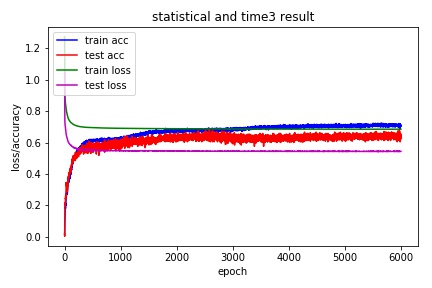 statistical and time3 result
train acc
test acc
train loss
test loss
loss/accuracy
1.2
1.0
0.8
0.6
0.4
0.2
0.0
0
1000
2000
3000
4000
5000
6000
epoch